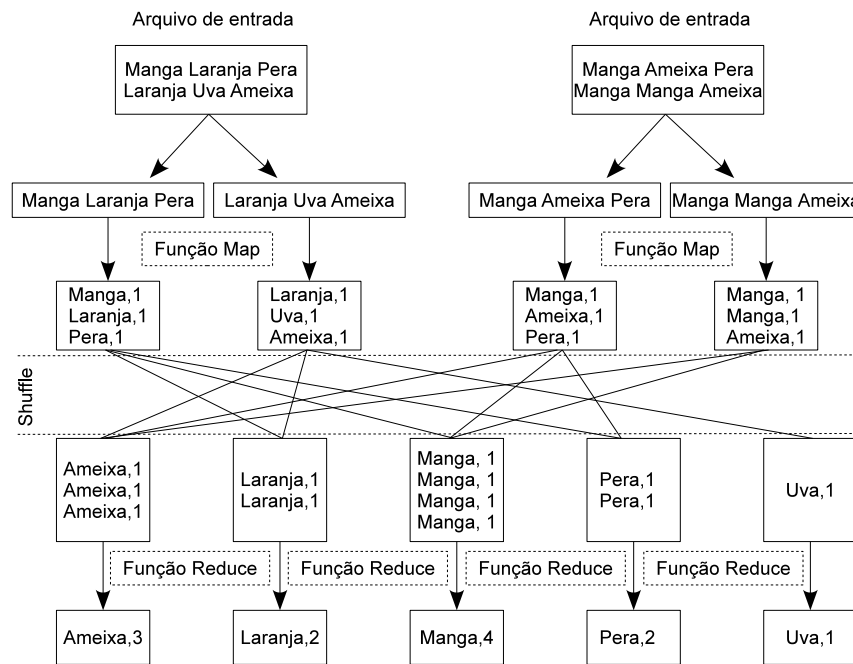 Arquivo de entrada
Arquivo de entrada
Manga Laranja Pera
Laranja Uva Ameixa
Manga Ameixa Pera
Manga Manga Ameixa
Manga Laranja Pera
Laranja Uva Ameixa
Manga Ameixa Pera
Manga Manga Ameixa
Função Map
Função Map
Manga,1
Laranja,1
Pera,1
Laranja,1
Uva,1
Ameixa,1
Manga,1
Ameixa,1
Pera,1
Manga, 1
Manga,1
Ameixa,1
Shuffle
Ameixa,1
Ameixa,1
Ameixa,1
Laranja,1
Laranja,1
Manga, 1
Manga, 1
Manga, 1
Manga, 1
Pera,1
Pera,1
Uva,1
Função Reduce
Função Reduce
Função Reduce
Função Reduce
Ameixa,3
Laranja,2
Manga,4
Pera,2
Uva,1